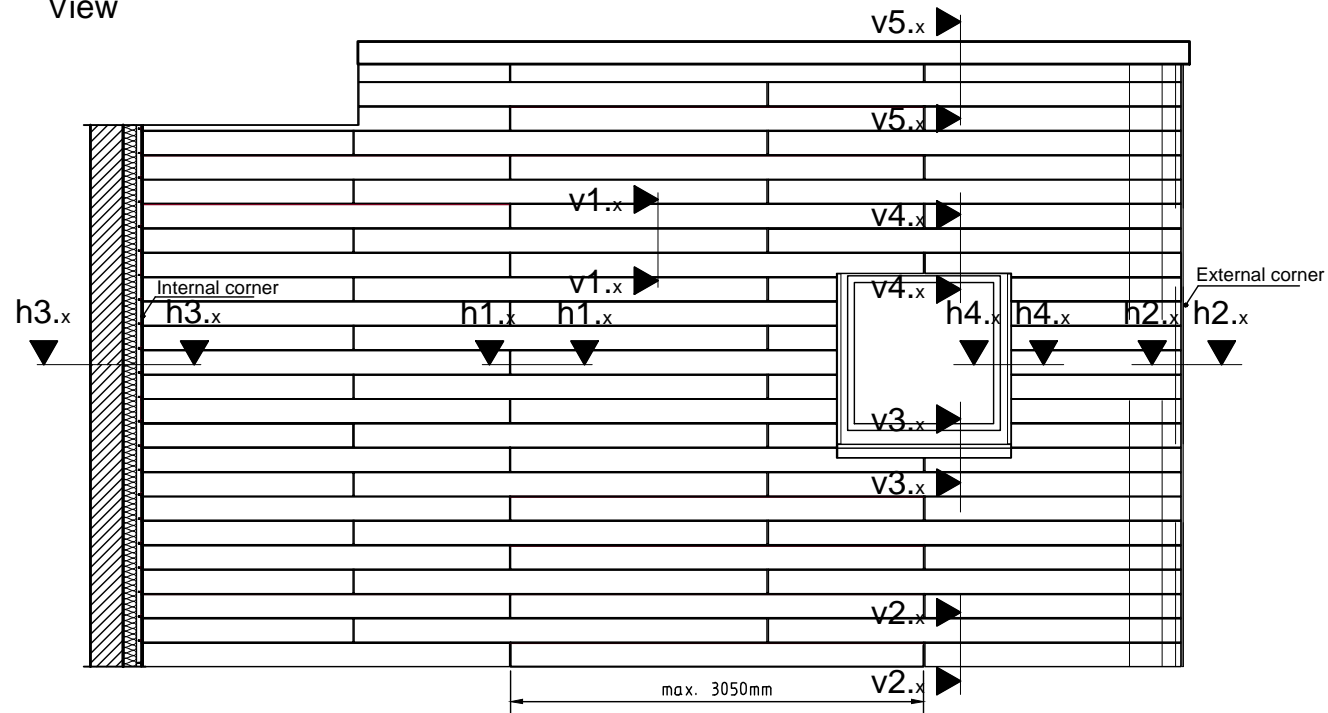 View
v5.x
v5.x
v1.x
v4.x
v1.x
v4.x
Internal corner
External corner
h3.x
h3.x
h1.x
h1.x
h4.x
h4.x
h2.x
h2.x
v3.x
v3.x
v2.x
v2.x
max. 3050mm